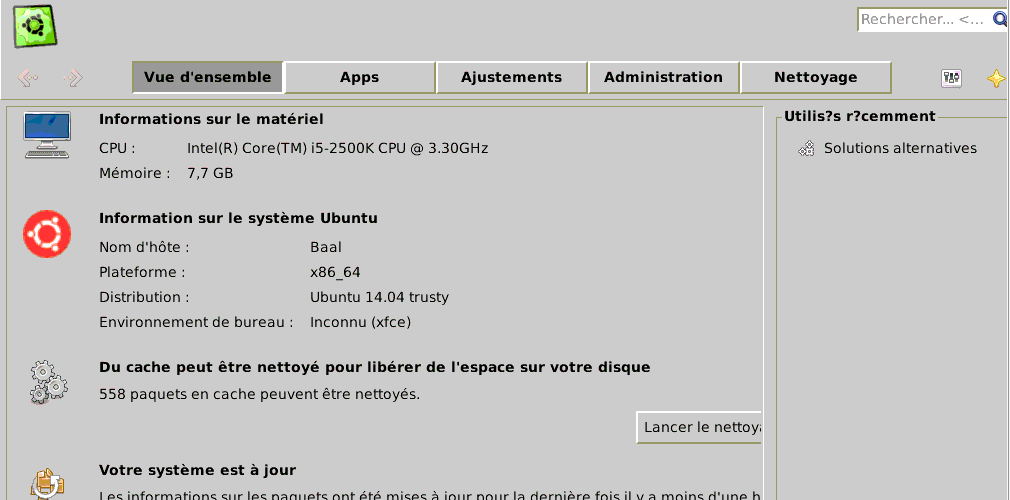 Rechercher... <...
Vue d'ensemble
Apps
Ajustements
Administration
Nettoyage
Informations sur le matériel
CPU : Intel(R) Core(TM) i5-2500K CPU @ 3.30GHz
Mémoire : 7,7 GB
Information sur le système Ubuntu
Nom d'hôte : Baal
Plateforme : x86_64
Distribution : Ubuntu 14.04 trusty
Environnement de bureau : Inconnu (xfce)
Du cache peut être nettoyé pour libérer de l'espace sur votre disque
558 paquets en cache peuvent être nettoyés.
Lancer le nettoya
Votre système est à jour
Les informations sur les paquets ont été mises à jour pour la dernière fois il y a moins d'une h
Utilis?s r?cemment
Solutions alternatives